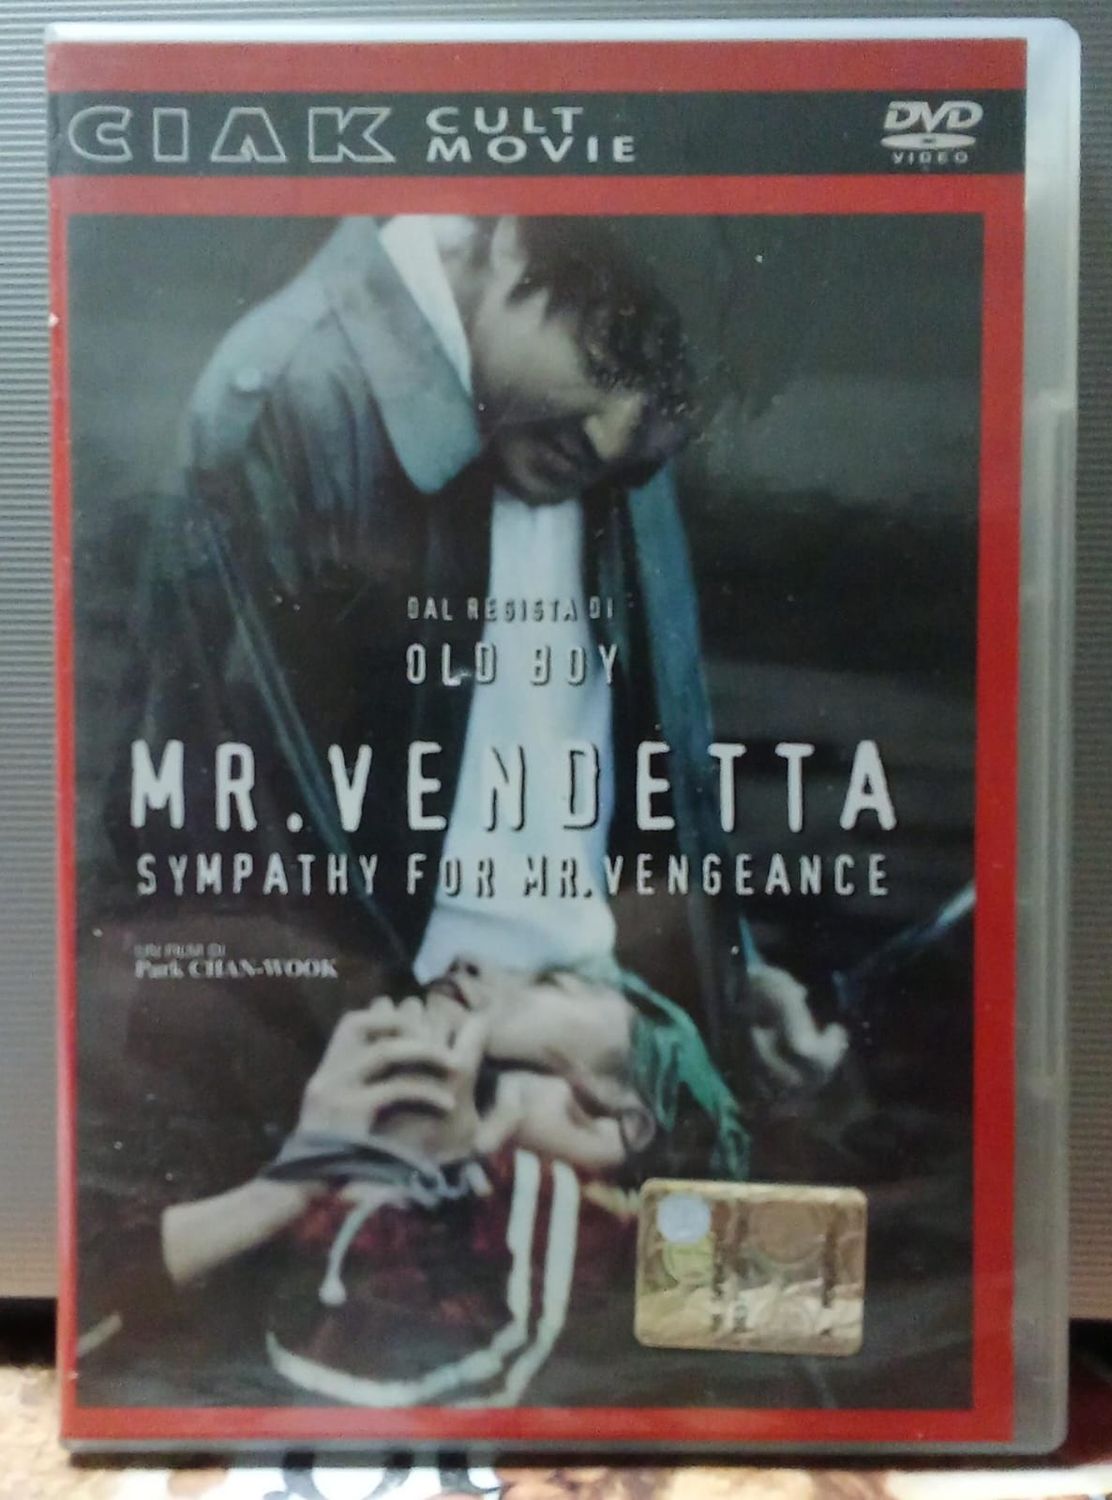 CIAK CULT MOVIE
DVD
VIDEO
DAL REGISTA DI
OLD BOY
MR.VENDETTA
SYMPATHY FOR MR.VENGEANCE
UN FILM DI
Park CHAN-WOOK